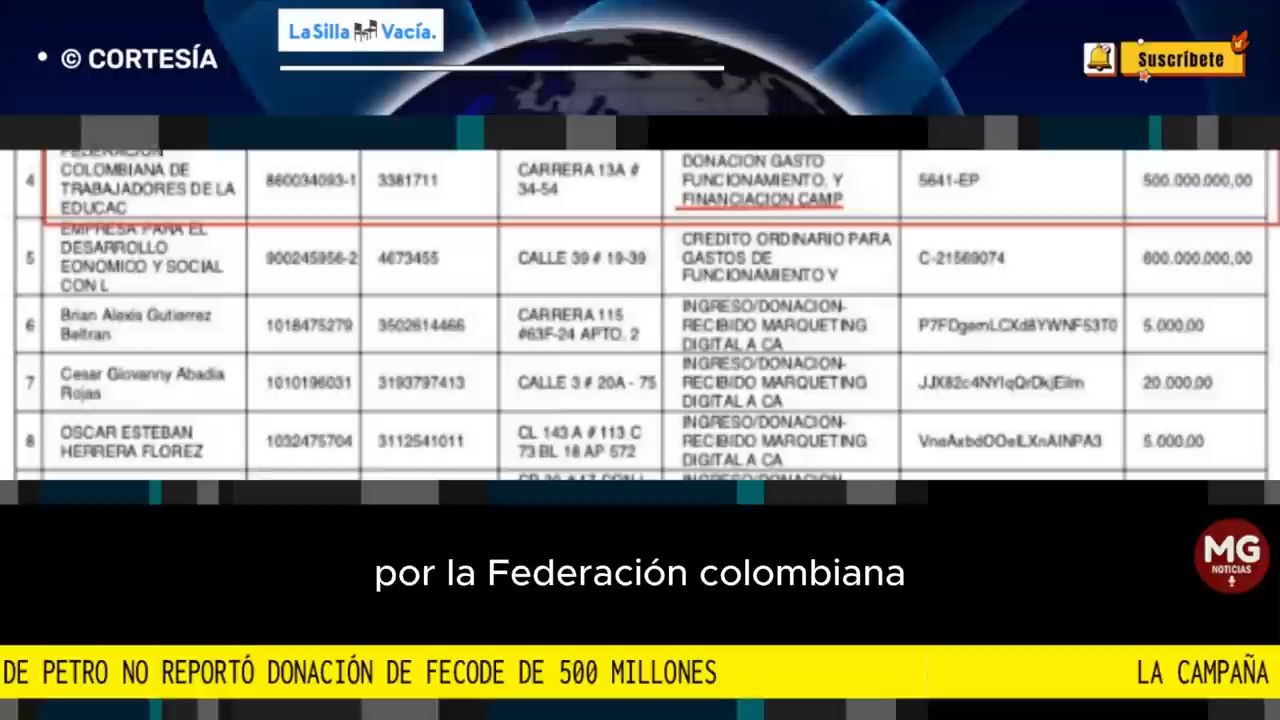 LaSilla Vacía.
• © CORTESÍA
Suscríbete
4
FEDERACION
COLOMBIANA DE
TRABAJADORES DE LA
EDUCAC
860034093-1
3381711
CARRERA 13A #
34-54
DONACION GASTO
FUNCIONAMIENTO, Y
FINANCIACION CAMP
5641-EP
500.000.000,00
5
EMPRESA PARA EL
DESARROLLO
EONOMICO Y SOCIAL
CON L
900245956-2
4673455
CALLE 39 # 19-39
CREDITO ORDINARIO PARA
GASTOS DE
FUNCIONAMIENTO Y
C-21569074
600.000.000,00
6
Brian Alexis Gutierrez
Beltran
1018475279
3502614466
CARRERA 115
#63F-24 APTO. 2
INGRESO/DONACION-
RECIBIDO MARQUETING
DIGITAL A CA
5.000,00
7
Cesar Giovanny Abadia
Rojas
1010196031
3193797413
CALLE 3 # 20A - 75
INGRESO/DONACION-
RECIBIDO MARQUETING
DIGITAL A CA
20.000,00
8
OSCAR ESTEBAN
HERRERA FLOREZ
1032475704
3112541011
CL 143 A # 113 C
73 BL 18 AP 572
INGRESO/DONACION-
RECIBIDO MARQUETING
DIGITAL A CA
5.000,00
por la Federación colombiana
MG
NOTICIAS
DE PETRO NO REPORTÓ DONACIÓN DE FECODE DE 500 MILLONES
LA CAMPAÑA